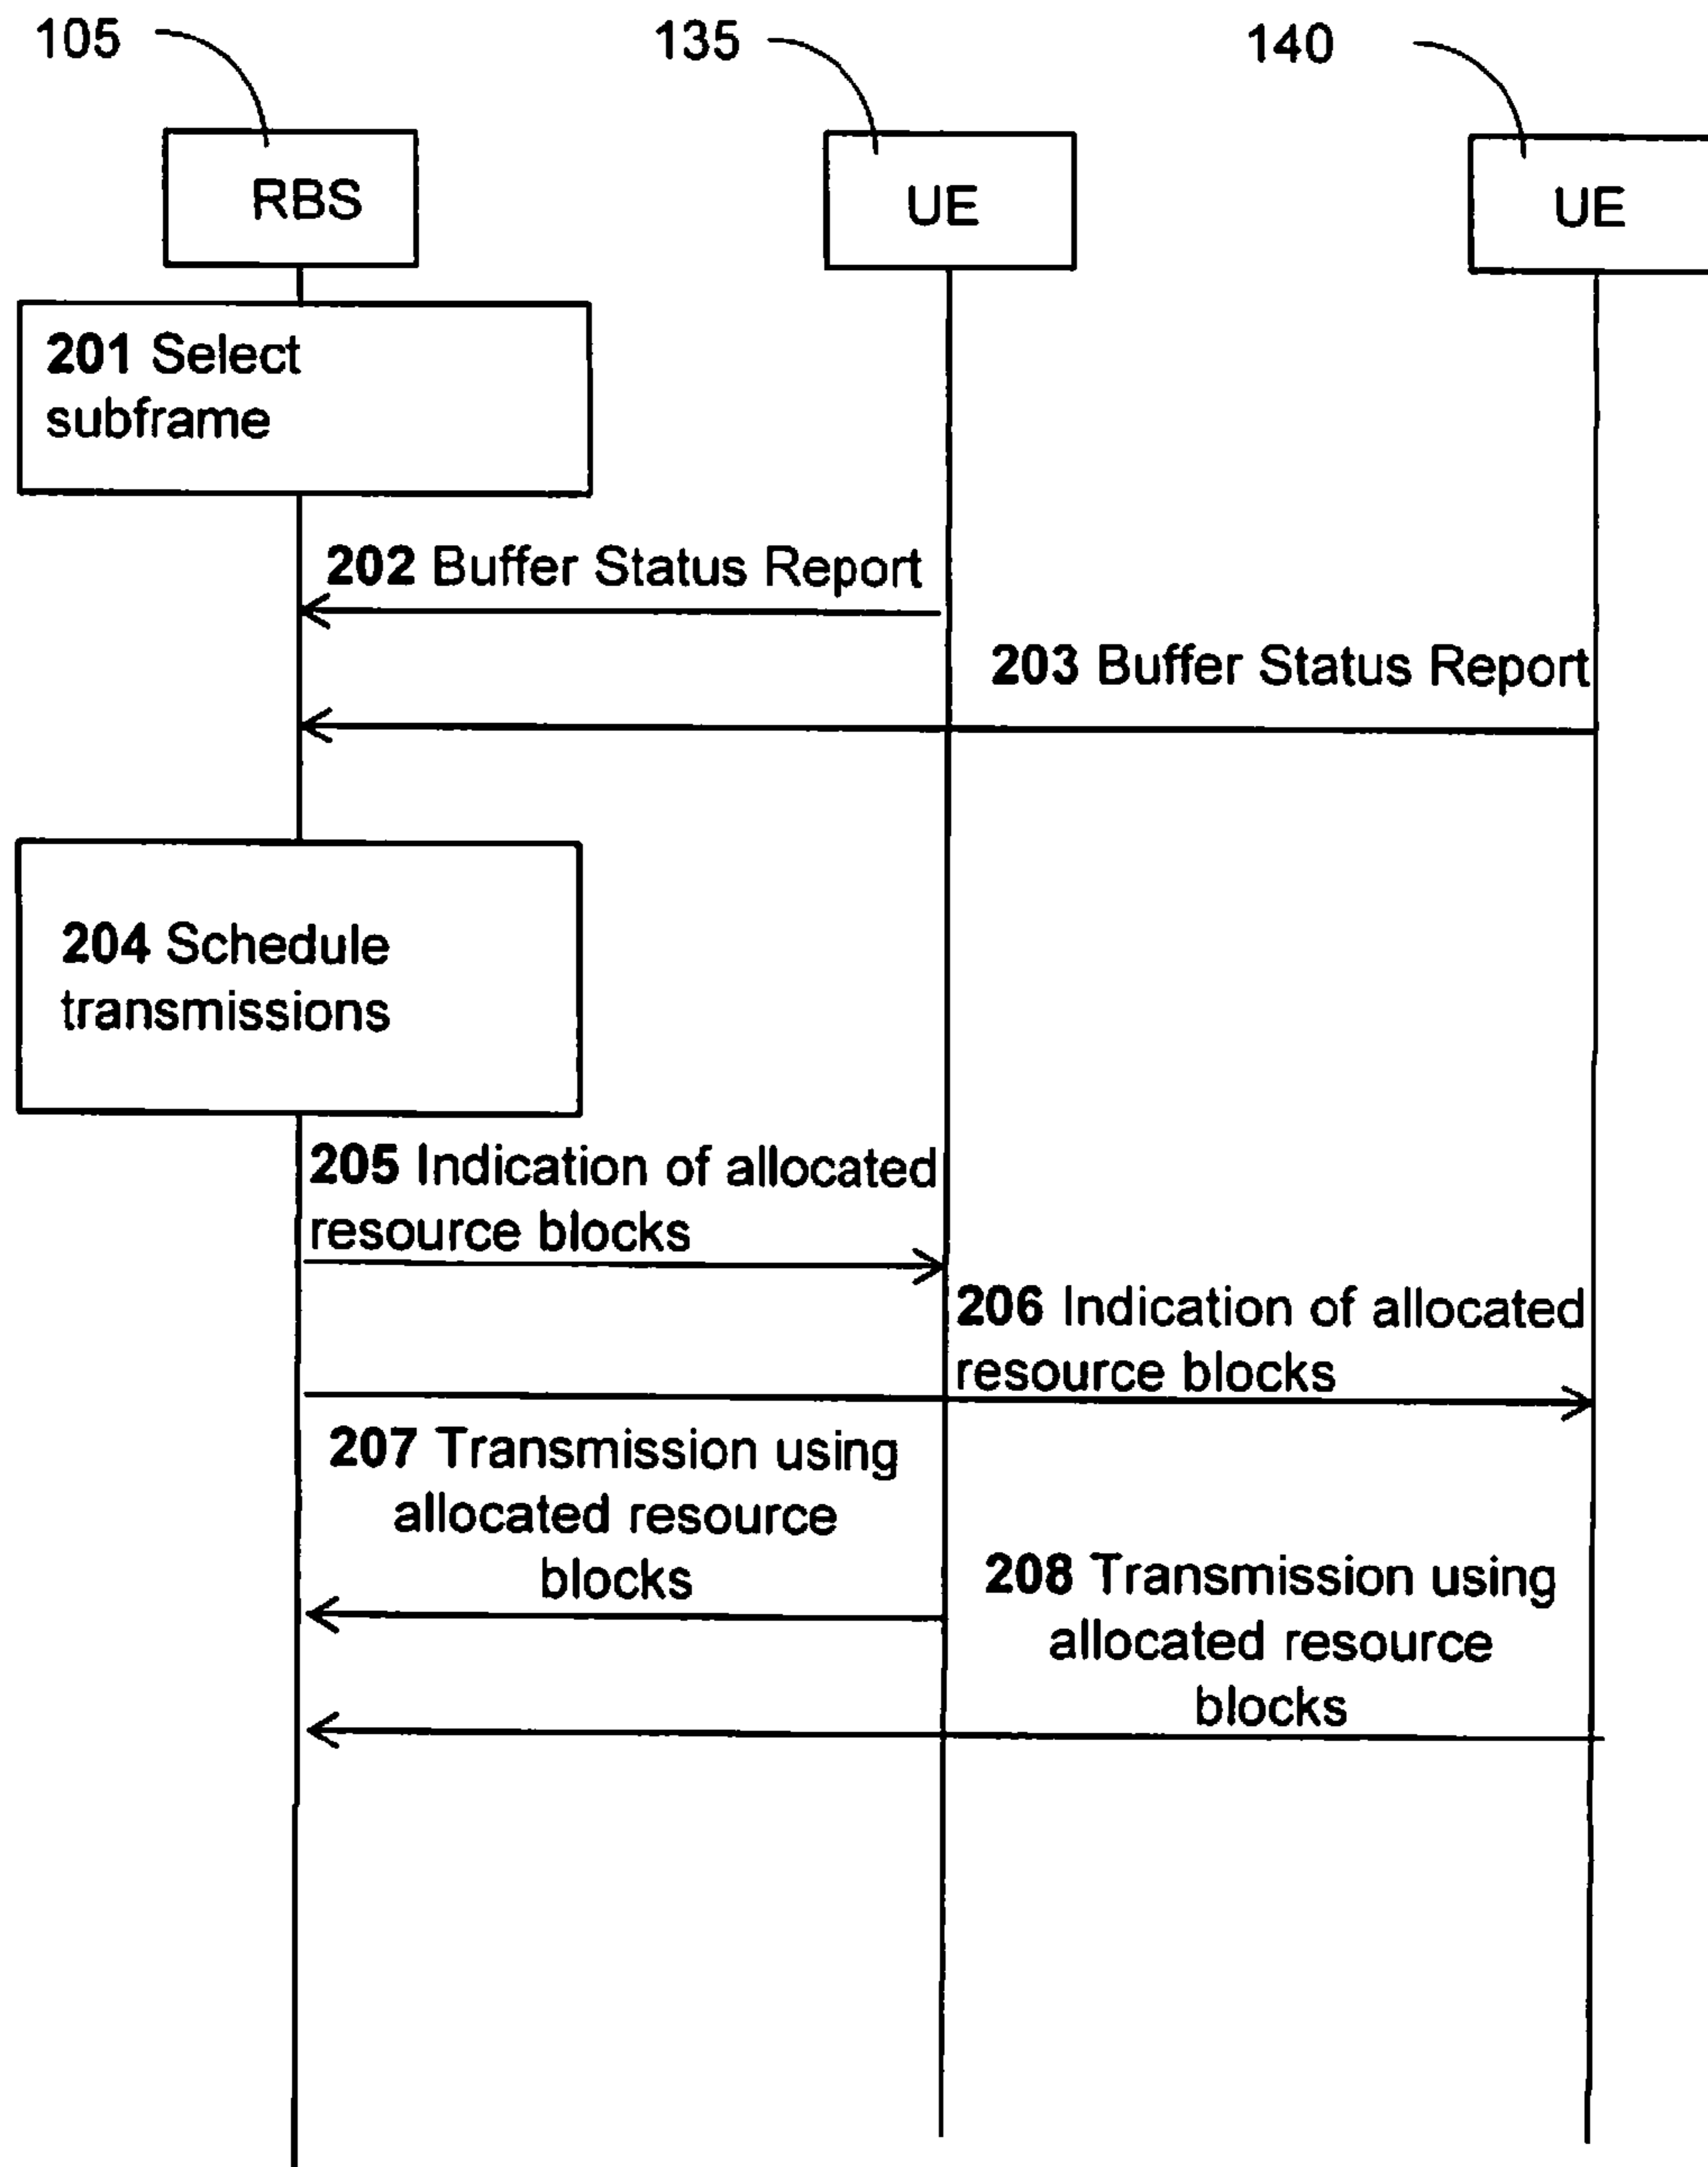 105
135
140
RBS
UE
UE
201 Select
subframe
202 Buffer Status Report
203 Buffer Status Report
204 Schedule
transmissions
205 Indication of allocated
resource blocks
206 Indication of allocated
resource blocks
207 Transmission using
allocated resource
blocks
208 Transmission using
allocated resource
blocks